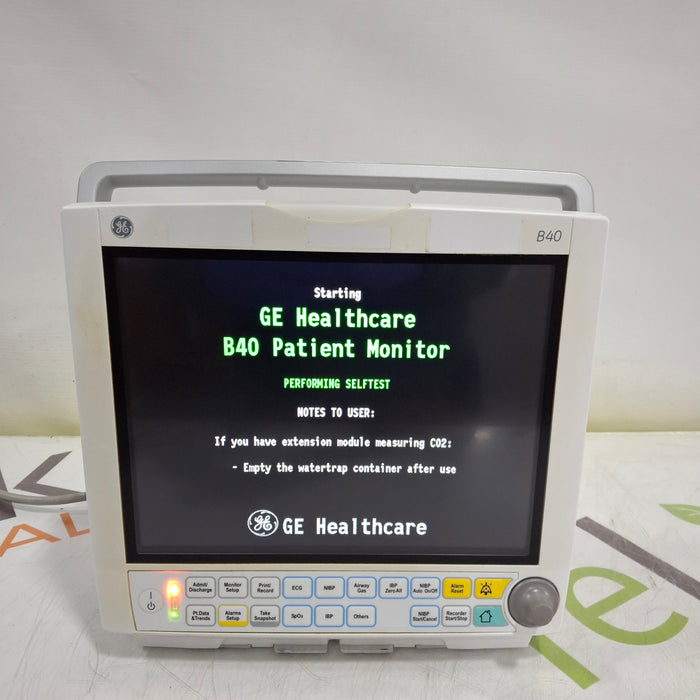 GE
B40
Starting
GE Healthcare
B40 Patient Monitor
PERFORMING SELFTEST
NOTES TO USER:
If you have extension module measuring CO2:
- Empty the watertrap container after use
GE GE Healthcare
Admit/ Monitor Print/ ECG NIBP Airway IBP NIBP Alarm
Discharge Setup Record Gas Zero All Auto On/Off Reset
Pt.Data Alarms Take SpO2 IBP Others NIBP Recorder
&Trends Setup Snapshot Start/Cancel Start/Stop